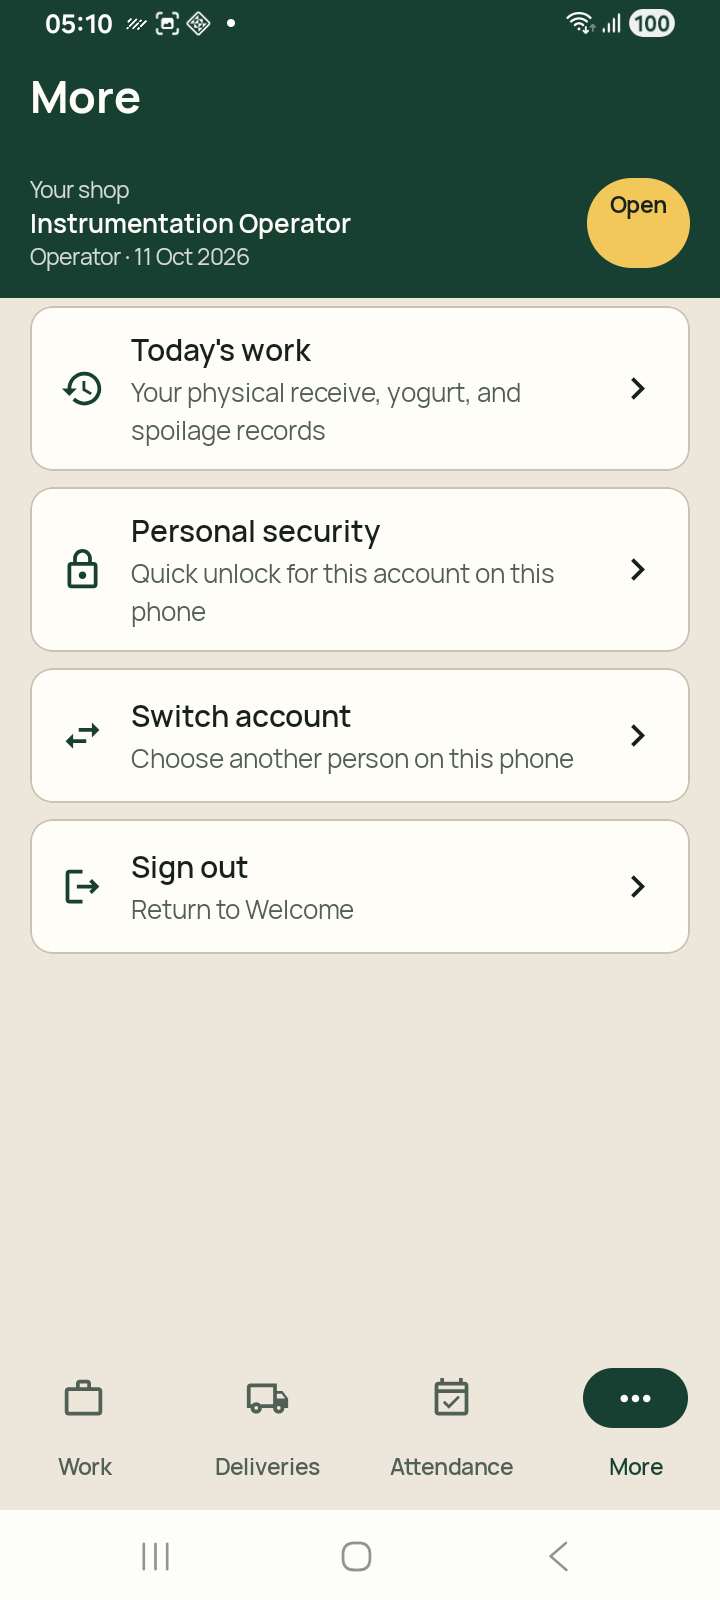 05:10
100
More
Your shop
Instrumentation Operator
Operator · 11 Oct 2026
Open
Today's work
Your physical receive, yogurt, and
spoilage records
Personal security
Quick unlock for this account on this
phone
Switch account
Choose another person on this phone
Sign out
Return to Welcome
Work
Deliveries
Attendance
More